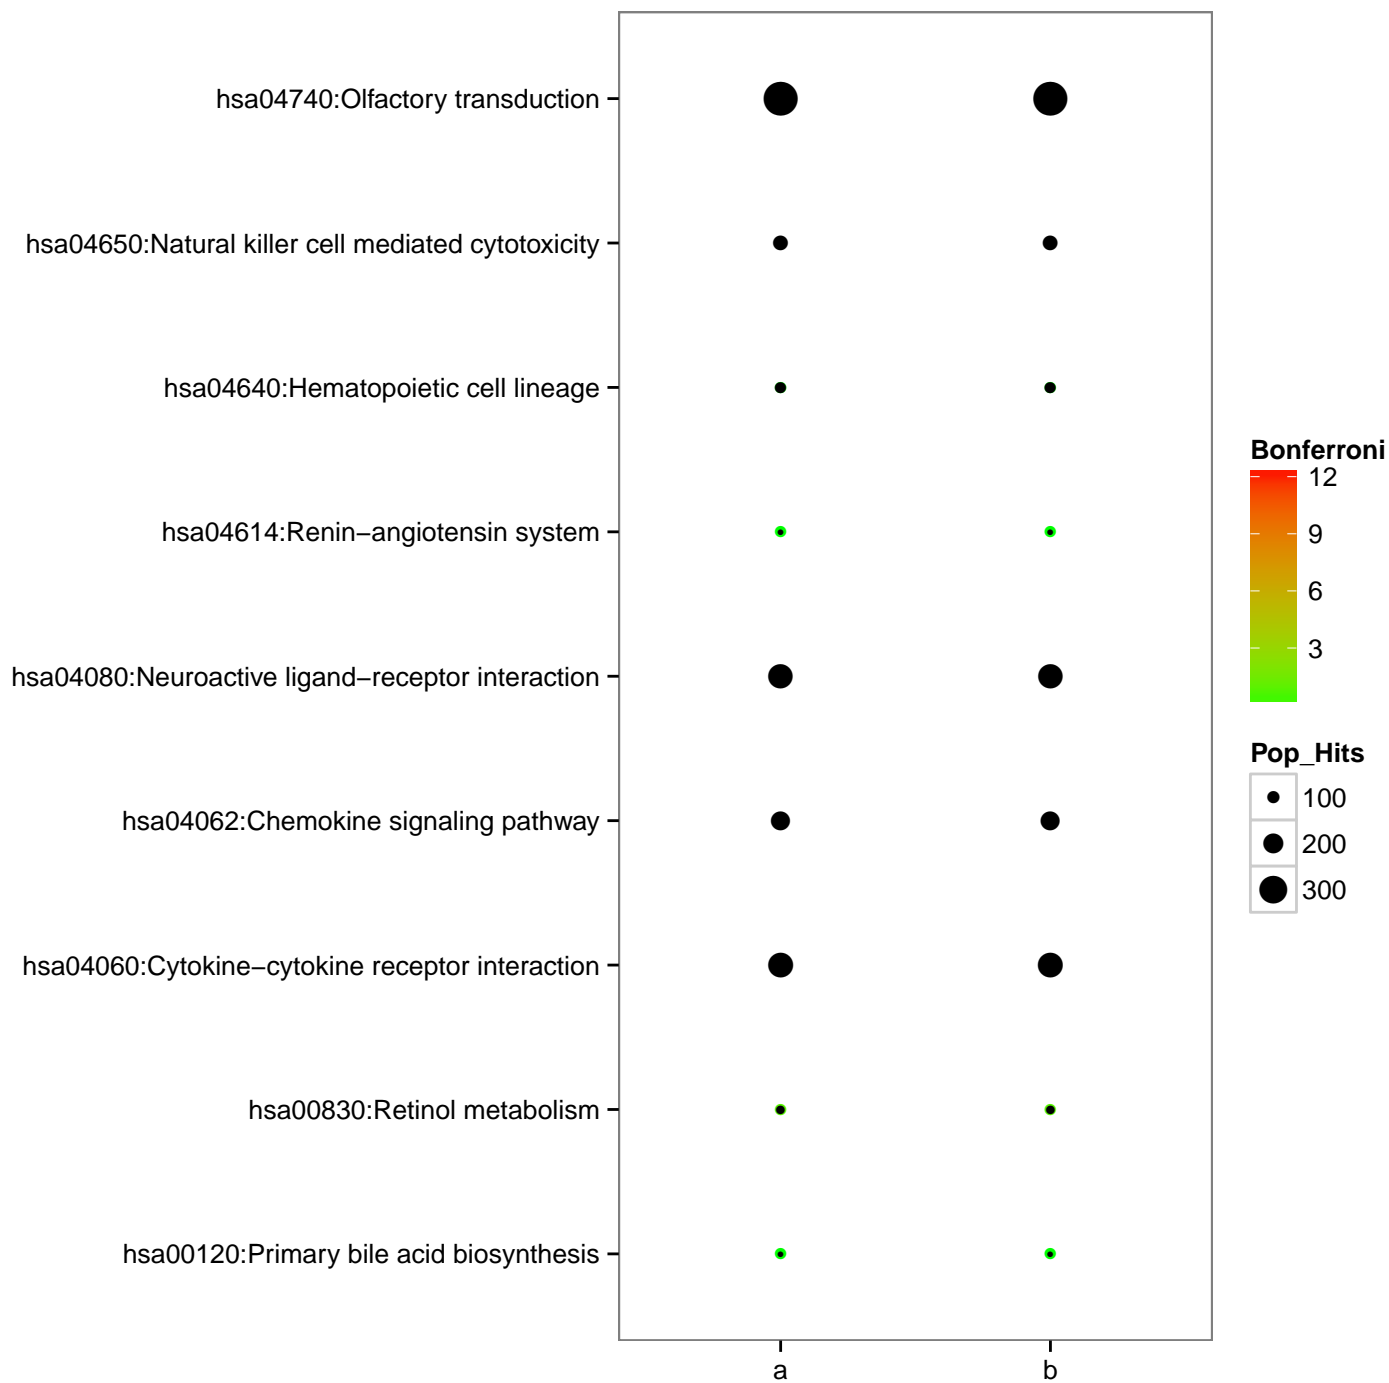 hsa04740:Olfactory transduction
hsa04650:Natural killer cell mediated cytotoxicity
hsa04640:Hematopoietic cell lineage
hsa04614:Renin−angiotensin system
hsa04080:Neuroactive ligand−receptor interaction
hsa04062:Chemokine signaling pathway
hsa04060:Cytokine−cytokine receptor interaction
hsa00830:Retinol metabolism
hsa00120:Primary bile acid biosynthesis
a
b
Bonferroni
12
9
6
3
Pop_Hits
100
200
300